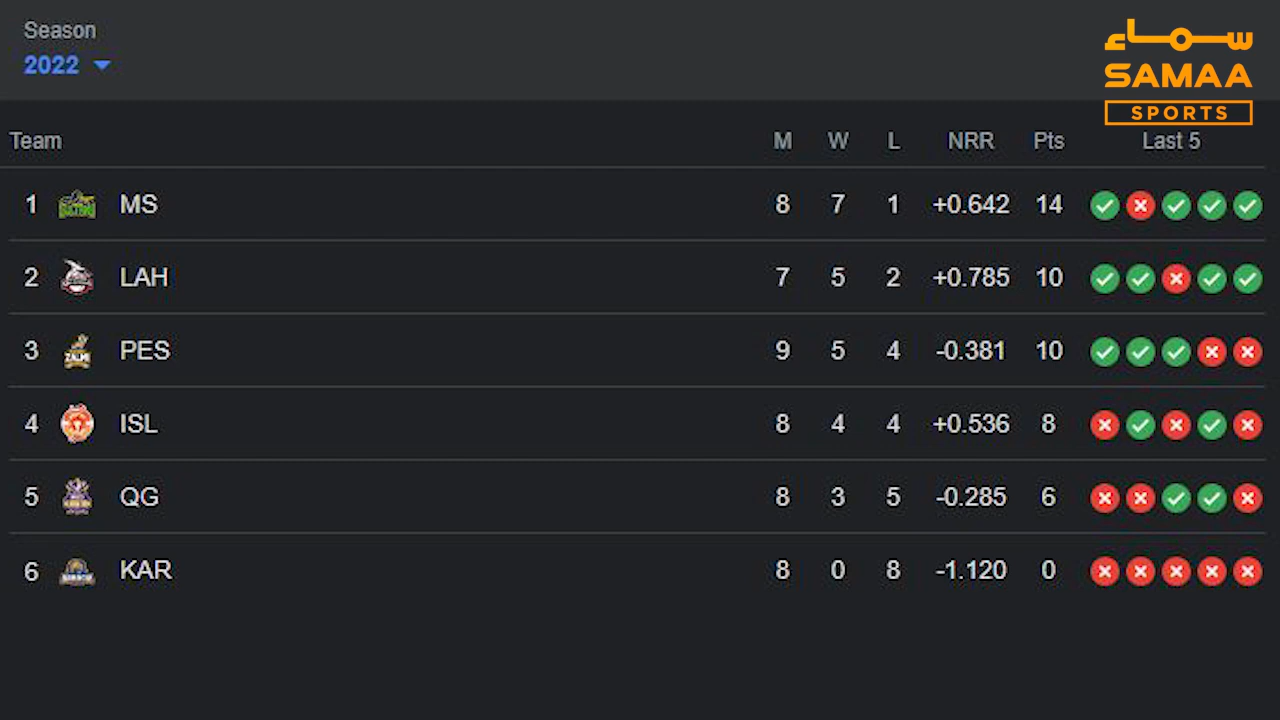 Season
2022
سماء
SAMAA
SPORTS
Team M W L NRR Pts Last 5
1 MS 8 7 1 +0.642 14
2 LAH 7 5 2 +0.785 10
3 ZALMI PES 9 5 4 -0.381 10
4 ISL 8 4 4 +0.536 8
5 QG 8 3 5 -0.285 6
6 KAR 8 0 8 -1.120 0